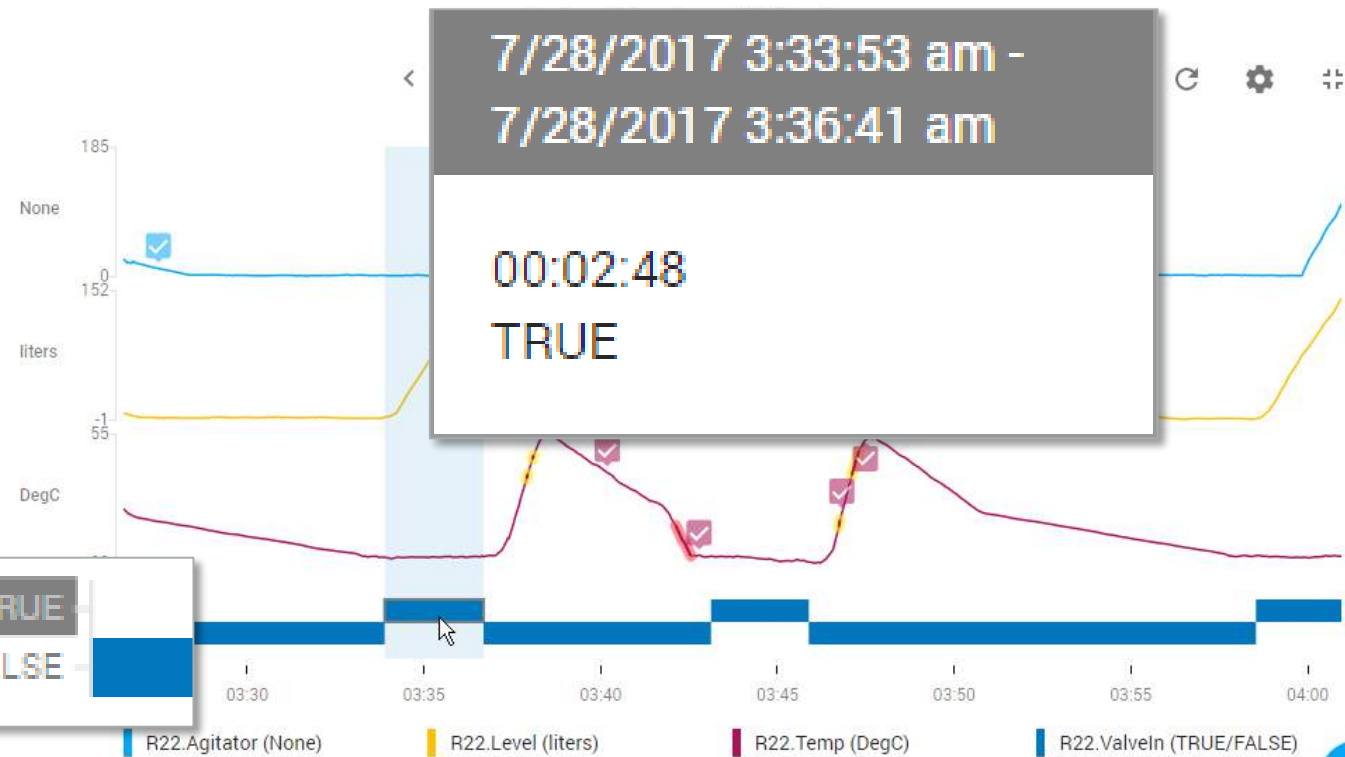 7/28/2017 3:33:53 am -
7/28/2017 3:36:41 am
00:02:48
TRUE
185
None
0
152
liters
-1
55
DegC
03:30
03:35
03:40
03:45
03:50
03:55
04:00
R22.Agitator (None)
R22.Level (liters)
R22.Temp (DegC)
R22.ValveIn (TRUE/FALSE)